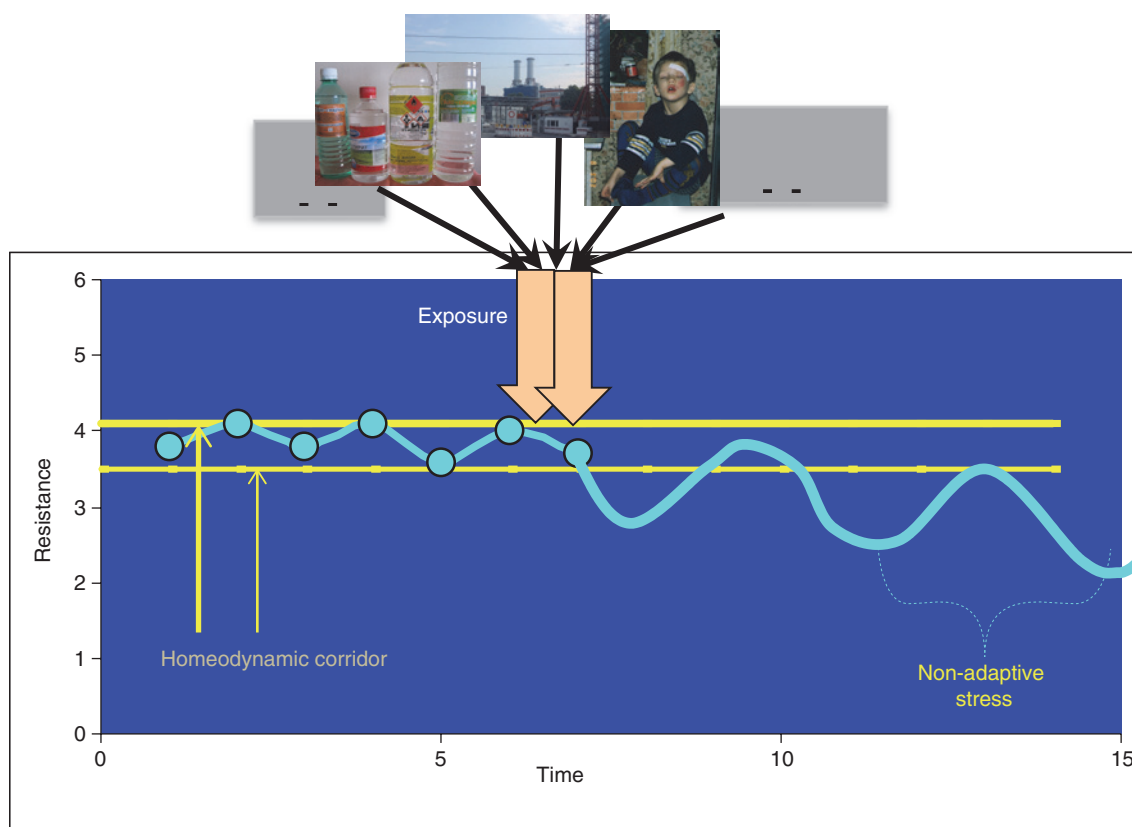 - -
- -
6
Exposure
5
4
3
Resistance
2
Homeodynamic corridor
1
Non-adaptive
stress
0
0
5
10
15
Time